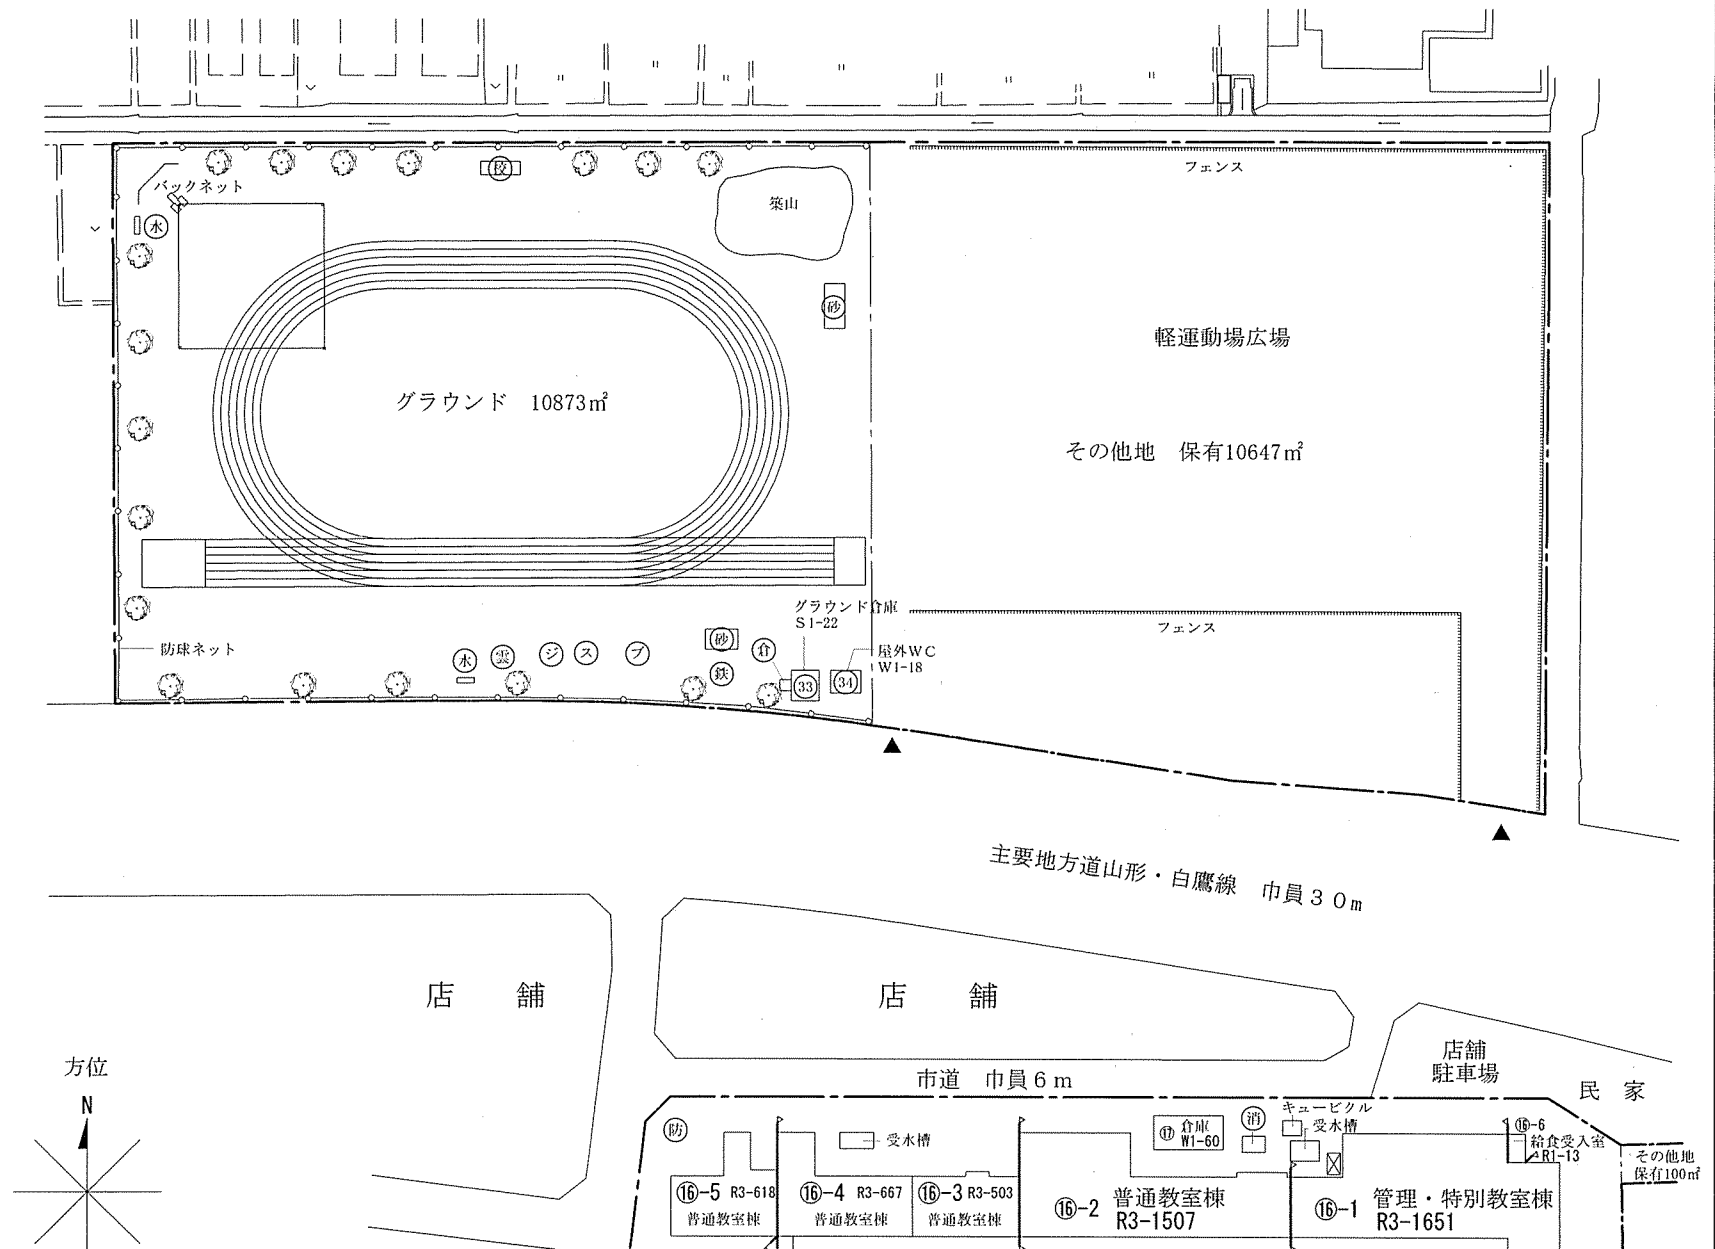 フェンス
バックネット
校
築山
水
砂
軽運動場広場
グラウンド 10873㎡
その他地 保有10647㎡
グラウンド倉庫
S1-22
フェンス
防球ネット
水
雲
ジ
ス
ブ
砂
倉
鉄
33
34
屋外WC
W1-18
主要地方道山形・白鷹線 巾員30m
店 舗
店 舗
店舗
駐車場
方位
N
市道 巾員6m
民 家
防
受水槽
⑰ 倉庫
W1-60
消
キュービクル
受水槽
⑯-6
給食受入室
R1-13
その他地
保有100㎡
⑯-5 R3-618
普通教室棟
⑯-4 R3-667
普通教室棟
⑯-3 R3-503
普通教室棟
⑯-2 普通教室棟
R3-1507
⑯-1 管理・特別教室棟
R3-1651